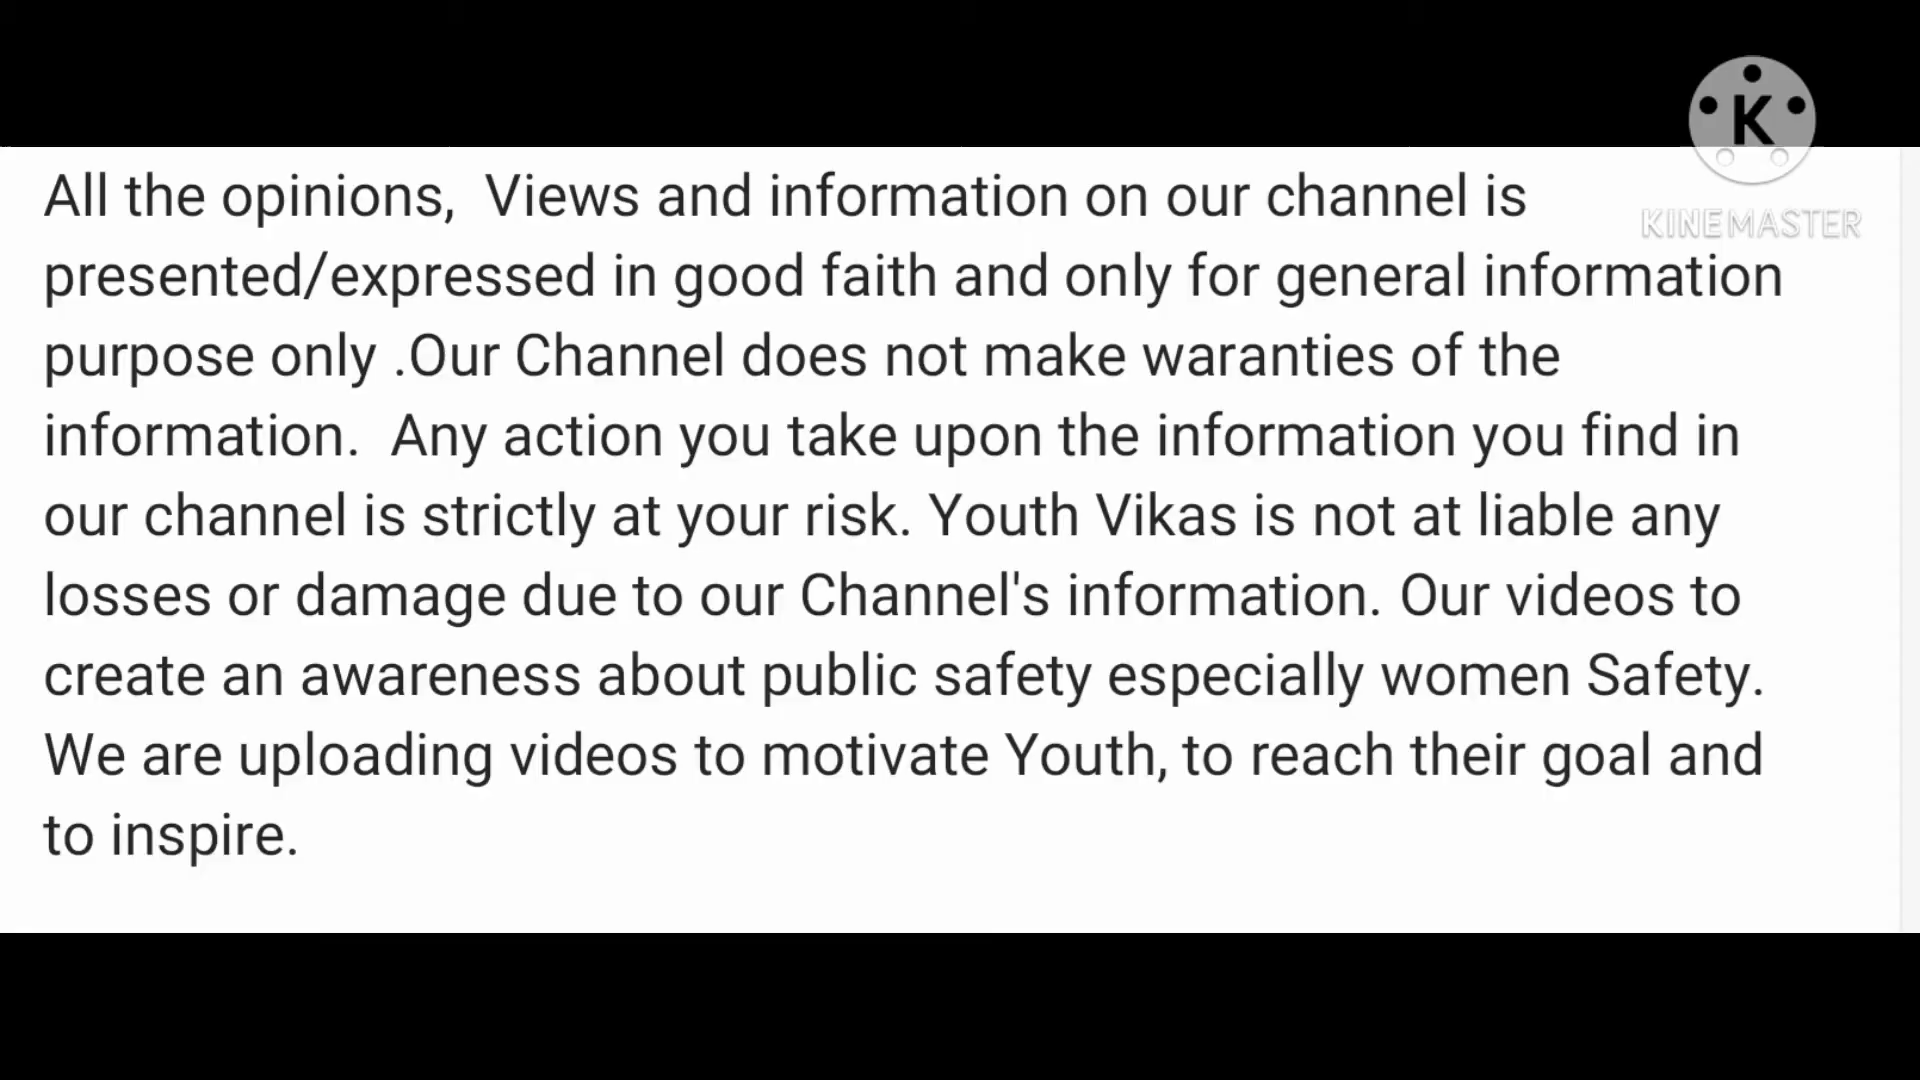 K
KINEMASTER
All the opinions,  Views and information on our channel is
presented/expressed in good faith and only for general information
purpose only .Our Channel does not make waranties of the
information.  Any action you take upon the information you find in
our channel is strictly at your risk. Youth Vikas is not at liable any
losses or damage due to our Channel's information. Our videos to
create an awareness about public safety especially women Safety.
We are uploading videos to motivate Youth, to reach their goal and
to inspire.